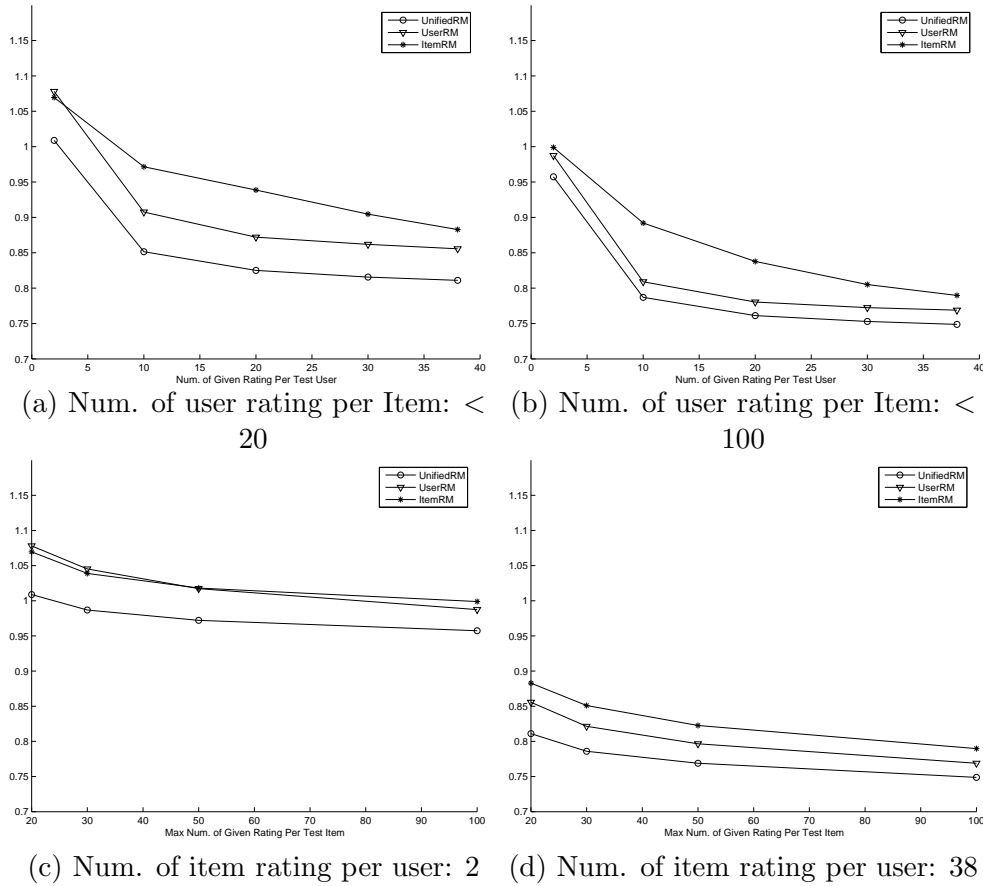 1.15
1.1
1.05
1
0.95
0.9
0.85
0.8
0.75
0.7
0 5 10 15 20 25 30 35 40
Num. of Given Rating Per Test User
UnifiedRM
UserRM
ItemRM
(a) Num. of user rating per Item: <
20
1.15
1.1
1.05
1
0.95
0.9
0.85
0.8
0.75
0.7
0 5 10 15 20 25 30 35 40
Num. of Given Rating Per Test User
UnifiedRM
UserRM
ItemRM
(b) Num. of user rating per Item: <
100
1.15
1.1
1.05
1
0.95
0.9
0.85
0.8
0.75
0.7
20 30 40 50 60 70 80 90 100
Max Num. of Given Rating Per Test Item
UnifiedRM
UserRM
ItemRM
(c) Num. of item rating per user: 2
1.15
1.1
1.05
1
0.95
0.9
0.85
0.8
0.75
0.7
20 30 40 50 60 70 80 90 100
Max Num. of Given Rating Per Test Item
UnifiedRM
UserRM
ItemRM
(d) Num. of item rating per user: 38